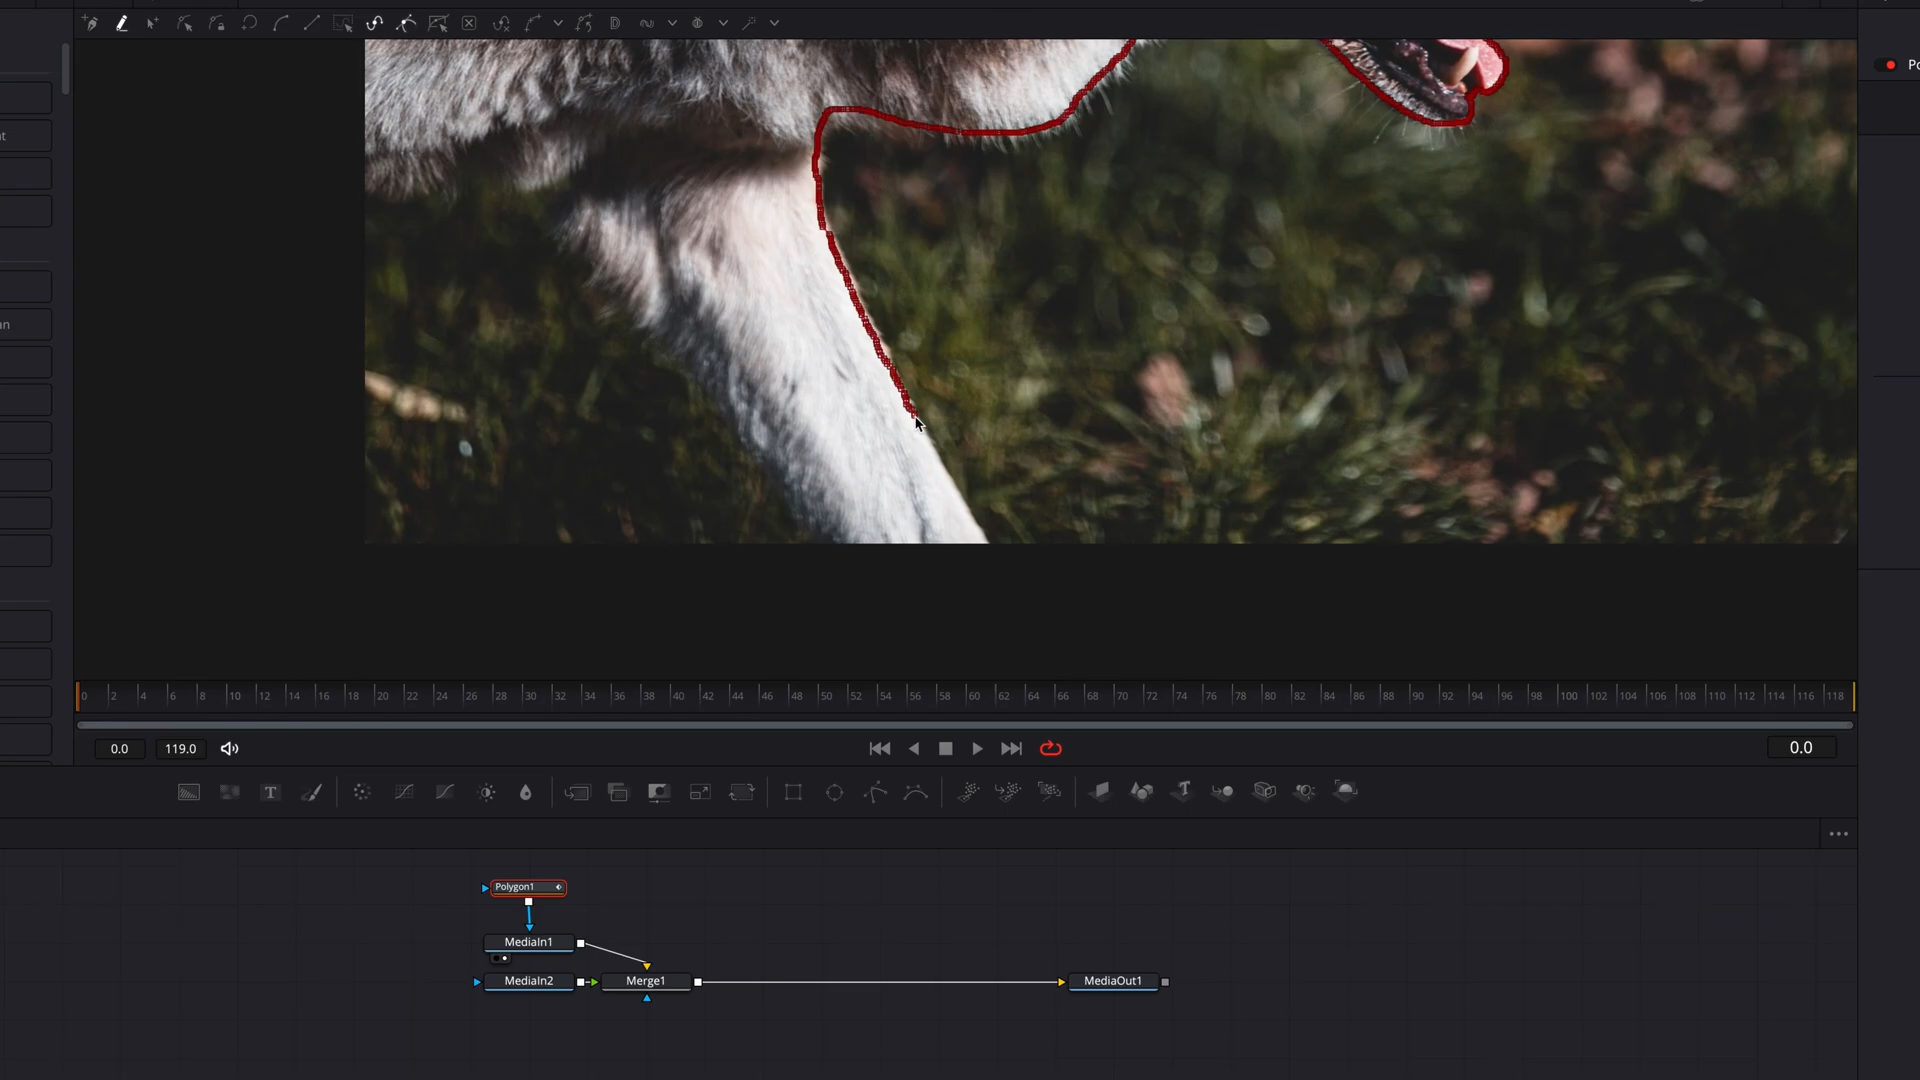 Po
t
n
D
0 2 4 6 8 10 12 14 16 18 20 22 24 26 28 30 32 34 36 38 40 42 44 46 48 50 52 54 56 58 60 62 64 66 68 70 72 74 76 78 80 82 84 86 88 90 92 94 96 98 100 102 104 106 108 110 112 114 116 118
0.0 119.0 0.0
T T
Polygon1
MediaIn1
MediaIn2 Merge1 MediaOut1